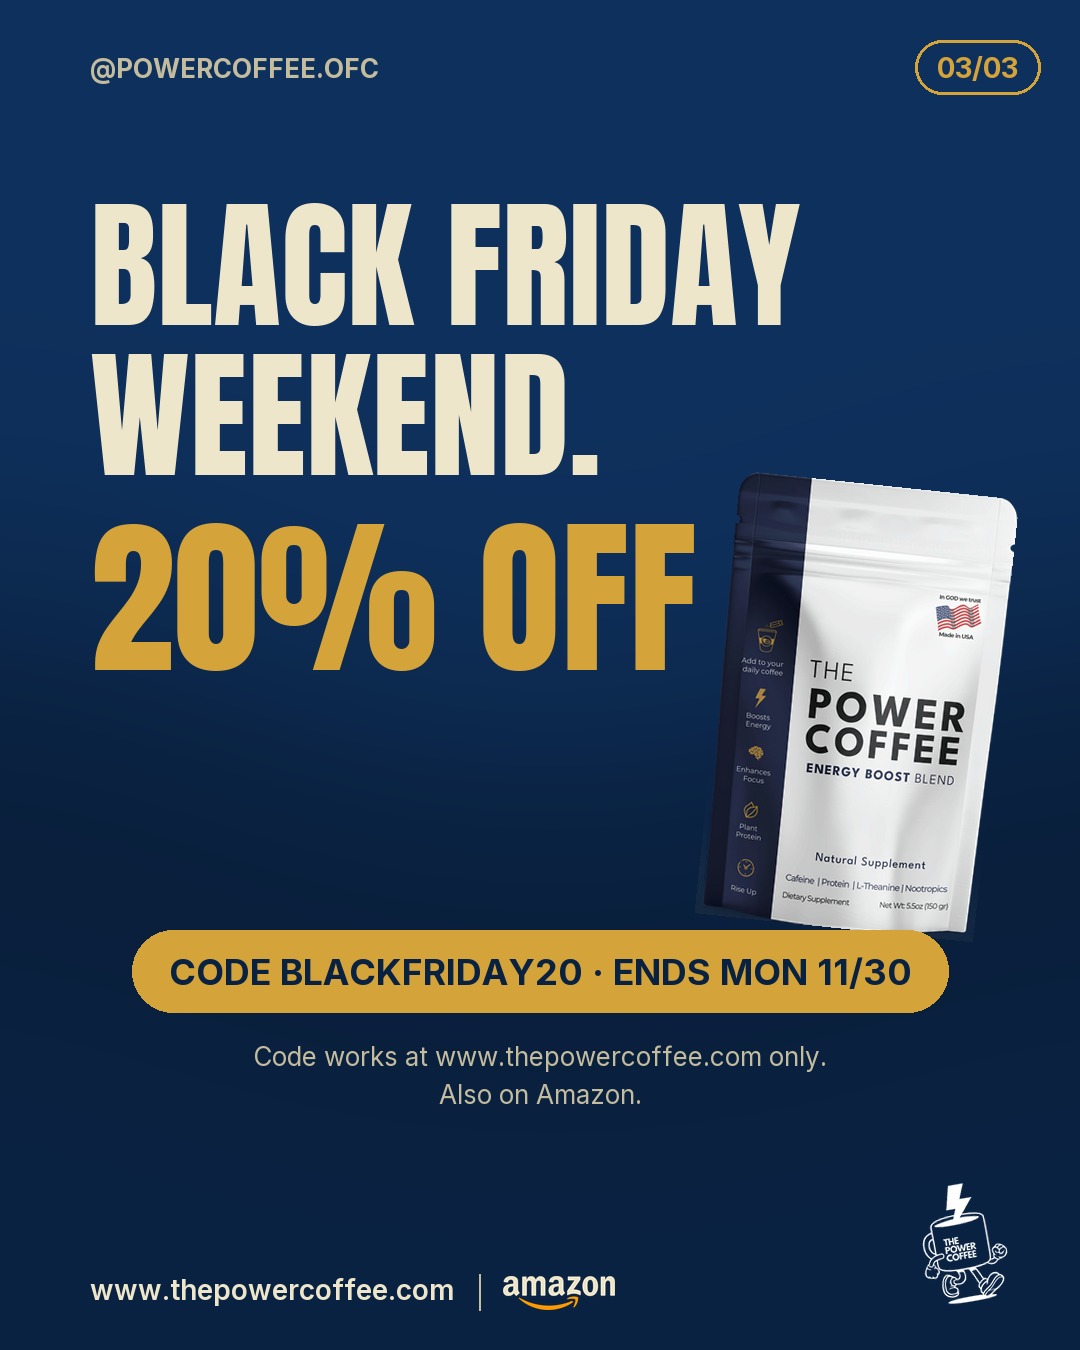 @POWERCOFFEE.OFC
03/03
BLACK FRIDAY
WEEKEND.
20% OFF
In GOD we trust
Made in USA
Add to your
daily coffee
Boosts
Energy
Enhances
Focus
Plant
Protein
Rise Up
THE
POWER
COFFEE
ENERGY BOOST BLEND
Natural Supplement
Caffeine | Protein | L-Theanine | Nootropics
Dietary Supplement
Net Wt: 5.5oz (150 gr)
CODE BLACKFRIDAY20 · ENDS MON 11/30
Code works at www.thepowercoffee.com only.
Also on Amazon.
THE
POWER
COFFEE
www.thepowercoffee.com
amazon